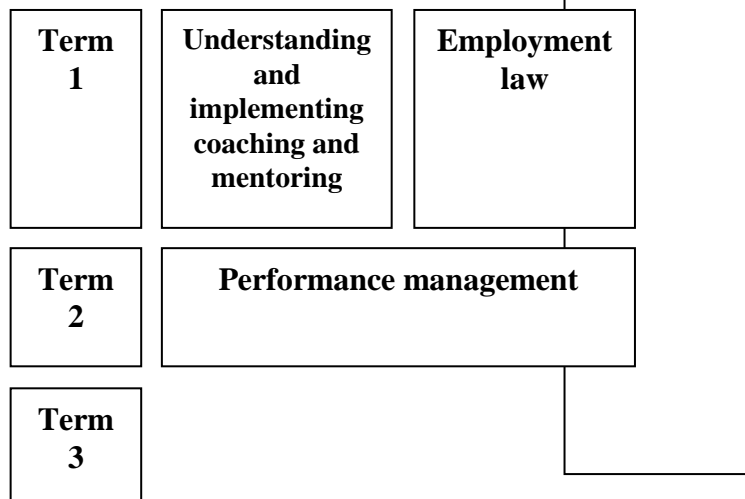 Term
1
Understanding
and
implementing
coaching and
mentoring
Employment
law
Term
2
Performance management
Term
3